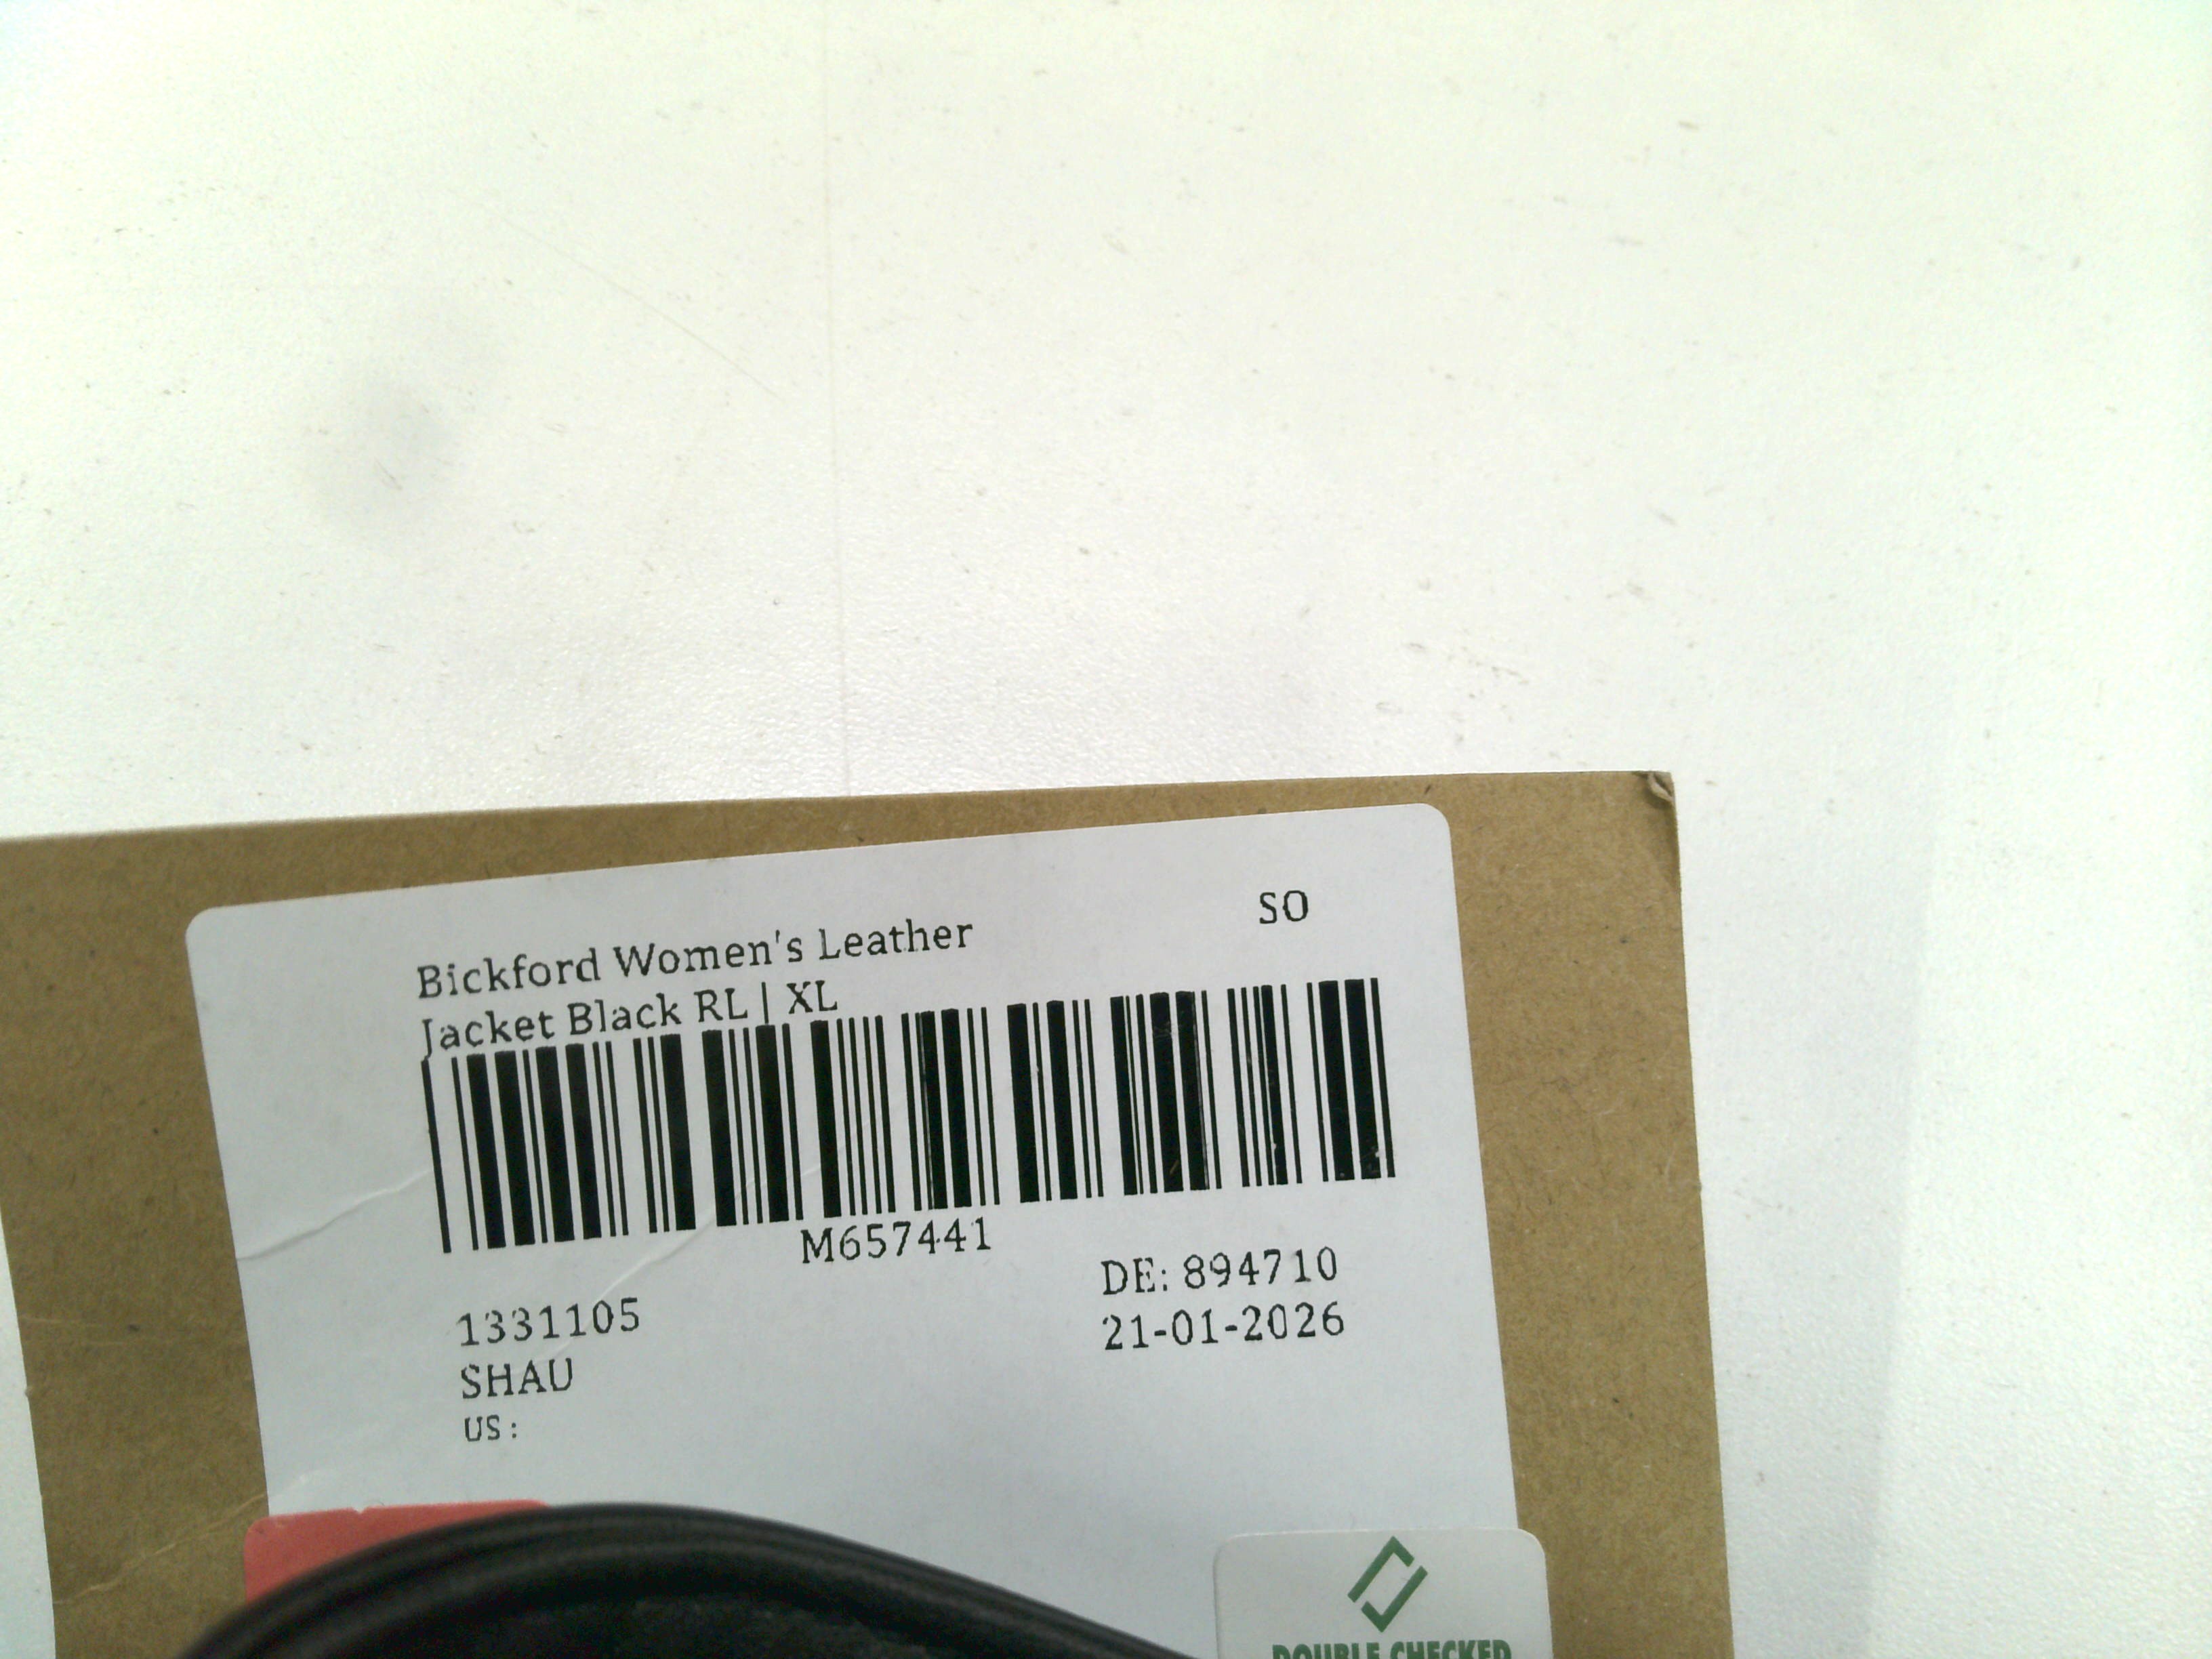 SO
Bickford Women's Leather
Jacket Black RL | XL
M657441
DE: 894710
1331105
21-01-2026
SHAU
US :
DOUBLE CHECKED